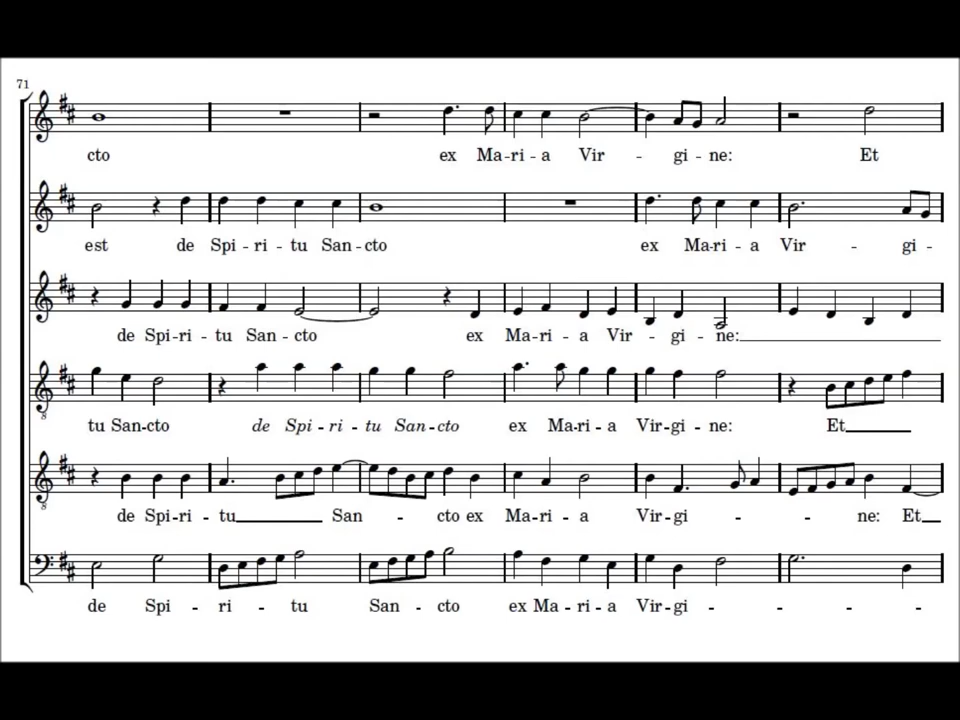 71
cto ex Ma-ri-a Vir - gi-ne: Et
est de Spi-ri-tu San-cto ex Ma-ri-a Vir - gi-
de Spi-ri-tu San-cto ex Ma-ri-a Vir-gi-ne:
8
tu San-cto de Spi-ri-tu San-cto ex Ma-ri-a Vir-gi-ne: Et
8
de Spi-ri-tu San - cto ex Ma-ri-a Vir-gi - - ne: Et
de Spi - ri - tu San - cto ex Ma-ri-a Vir-gi - - - -